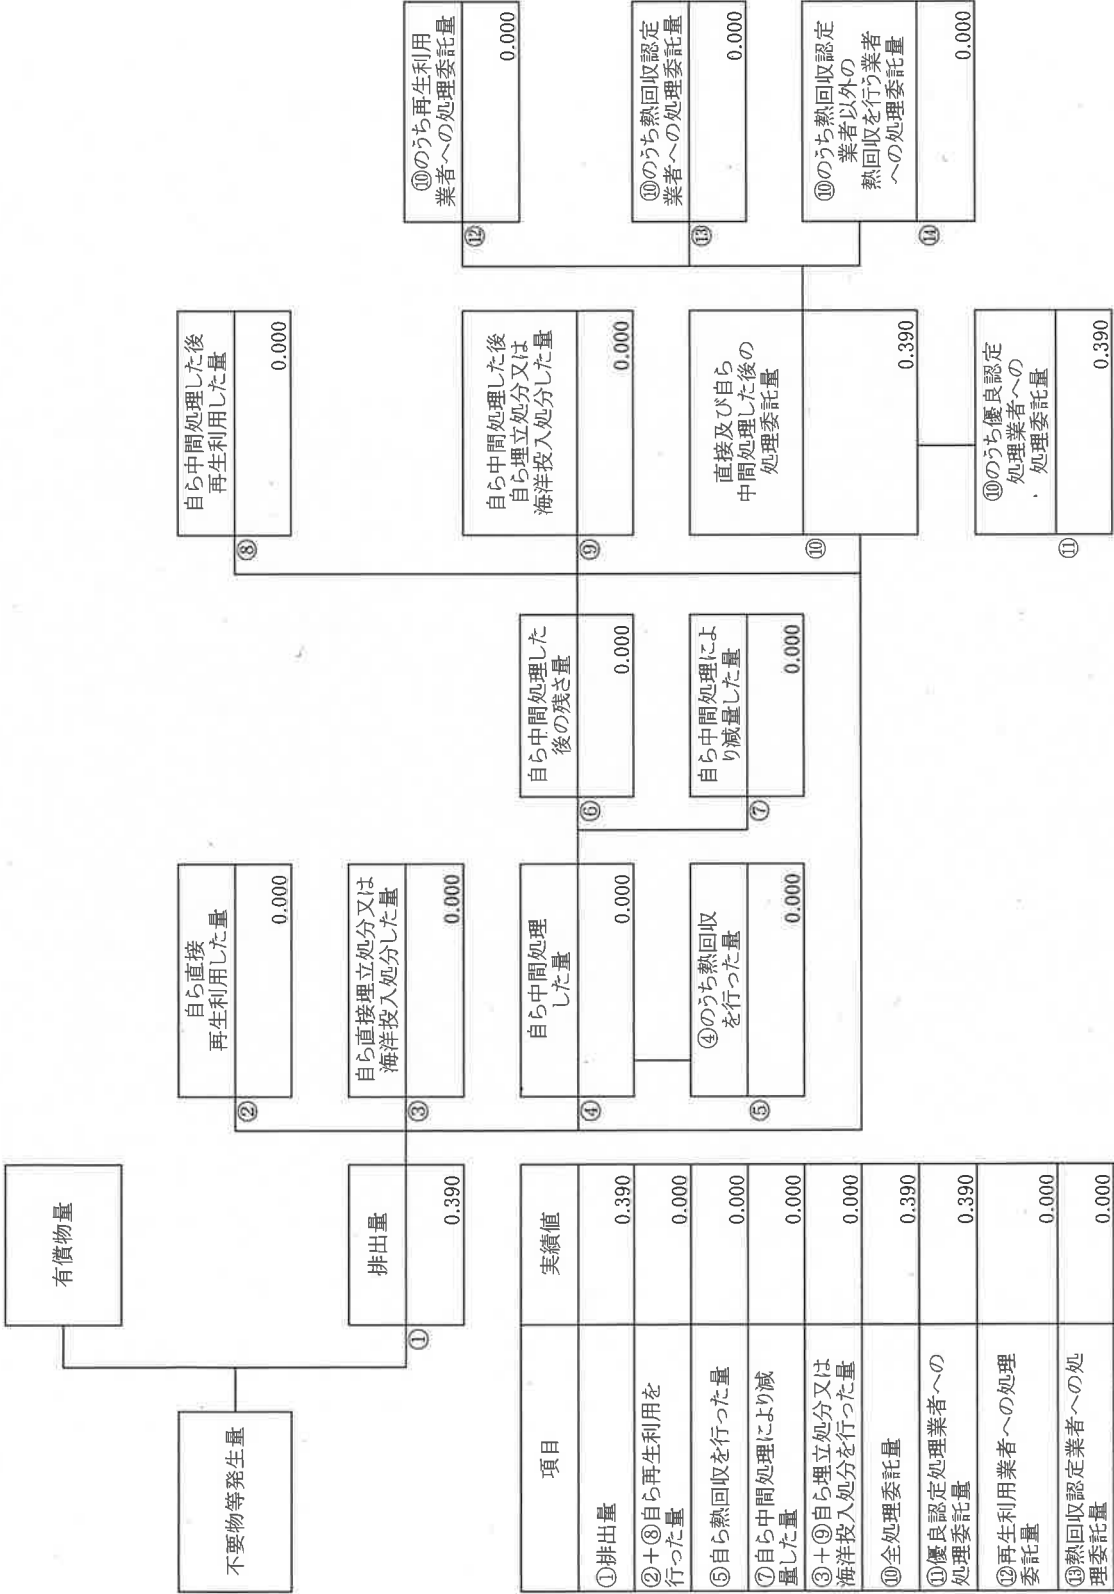 有償物量
不要物等発生量
排出量
①
0.390
自ら直接
再生利用した量
②
0.000
自ら直接埋立処分又は
海洋投入処分した量
③
0.000
自ら中間処理
した量
④
0.000
④のうち熱回収
を行った量
⑤
0.000
自ら中間処理した
後の残さ量
⑥
0.000
自ら中間処理によ
り減量した量
⑦
0.000
自ら中間処理した後
再生利用した量
⑧
0.000
自ら中間処理した後
自ら埋立処分又は
海洋投入処分した量
⑨
0.000
直接及び自ら
中間処理した後の
処理委託量
⑩
0.390
⑩のうち優良認定
処理業者への
処理委託量
⑪
0.390
⑩のうち再生利用
業者への処理委託量
⑫
0.000
⑩のうち熱回収認定
業者への処理委託量
⑬
0.000
⑩のうち熱回収認定
業者以外の
熱回収を行う業者
への処理委託量
⑭
0.000
項目 実績値
①排出量 0.390
②+⑧自ら再生利用を
行った量 0.000
⑤自ら熱回収を行った量 0.000
⑦自ら中間処理により減
量した量 0.000
③+⑨自ら埋立処分又は
海洋投入処分を行った量 0.000
⑩全処理委託量 0.390
⑪優良認定処理業者への
処理委託量 0.390
⑫再生利用業者への処理
委託量 0.000
⑬熱回収認定業者への処
理委託量 0.000